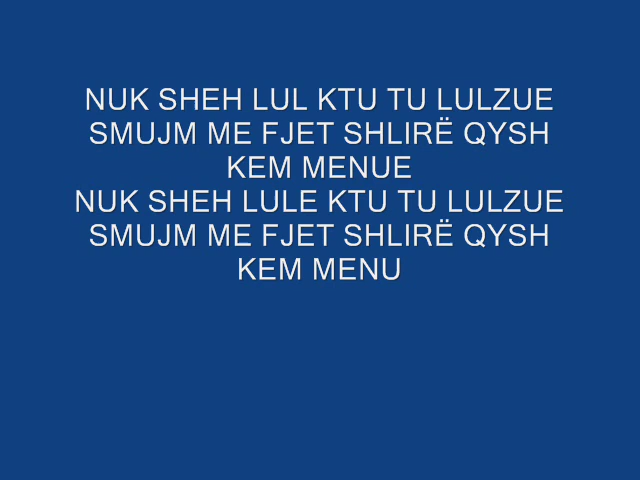 NUK SHEH LUL KTU TU LULZUE
SMUJM ME FJET SHLIRË QYSH
KEM MENUE
NUK SHEH LULE KTU TU LULZUE
SMUJM ME FJET SHLIRË QYSH
KEM MENU